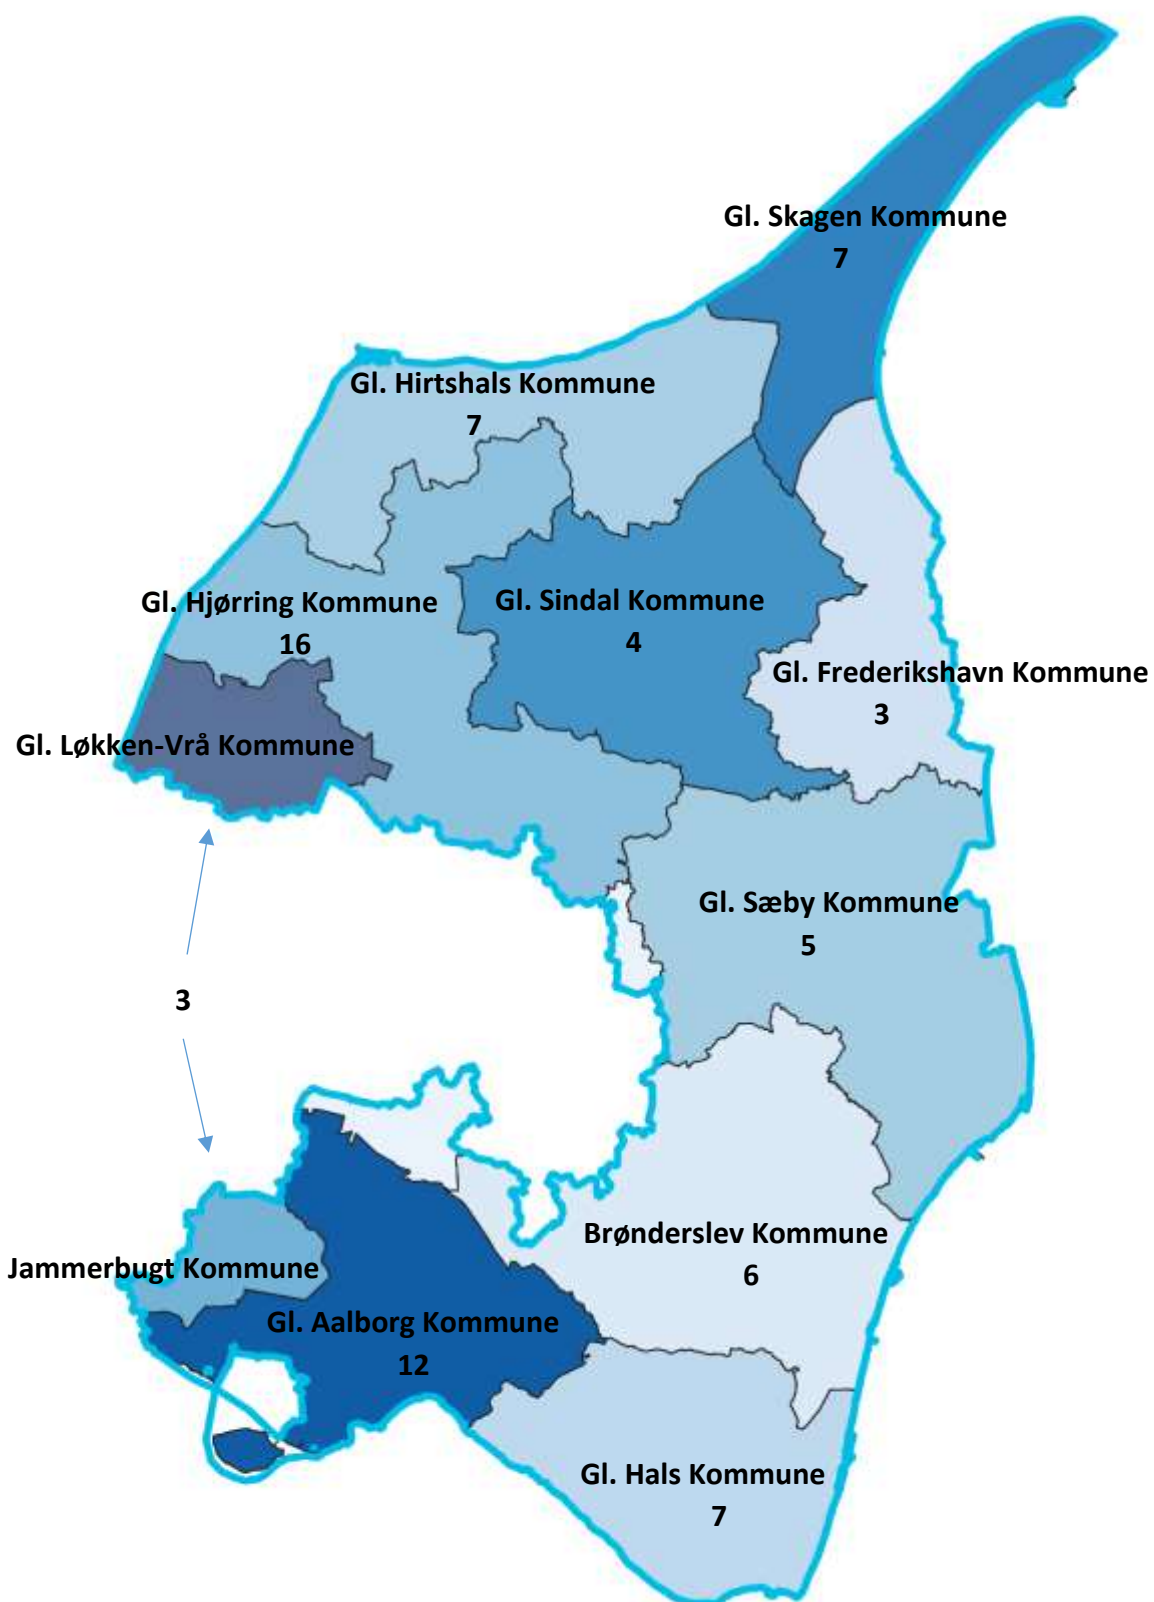 Gl. Skagen Kommune
7
Gl. Hirtshals Kommune
7
Gl. Hjørring Kommune
16
Gl. Sindal Kommune
4
Gl. Frederikshavn Kommune
3
Gl. Løkken-Vrå Kommune
Gl. Sæby Kommune
5
3
Brønderslev Kommune
6
Jammerbugt Kommune
Gl. Aalborg Kommune
12
Gl. Hals Kommune
7